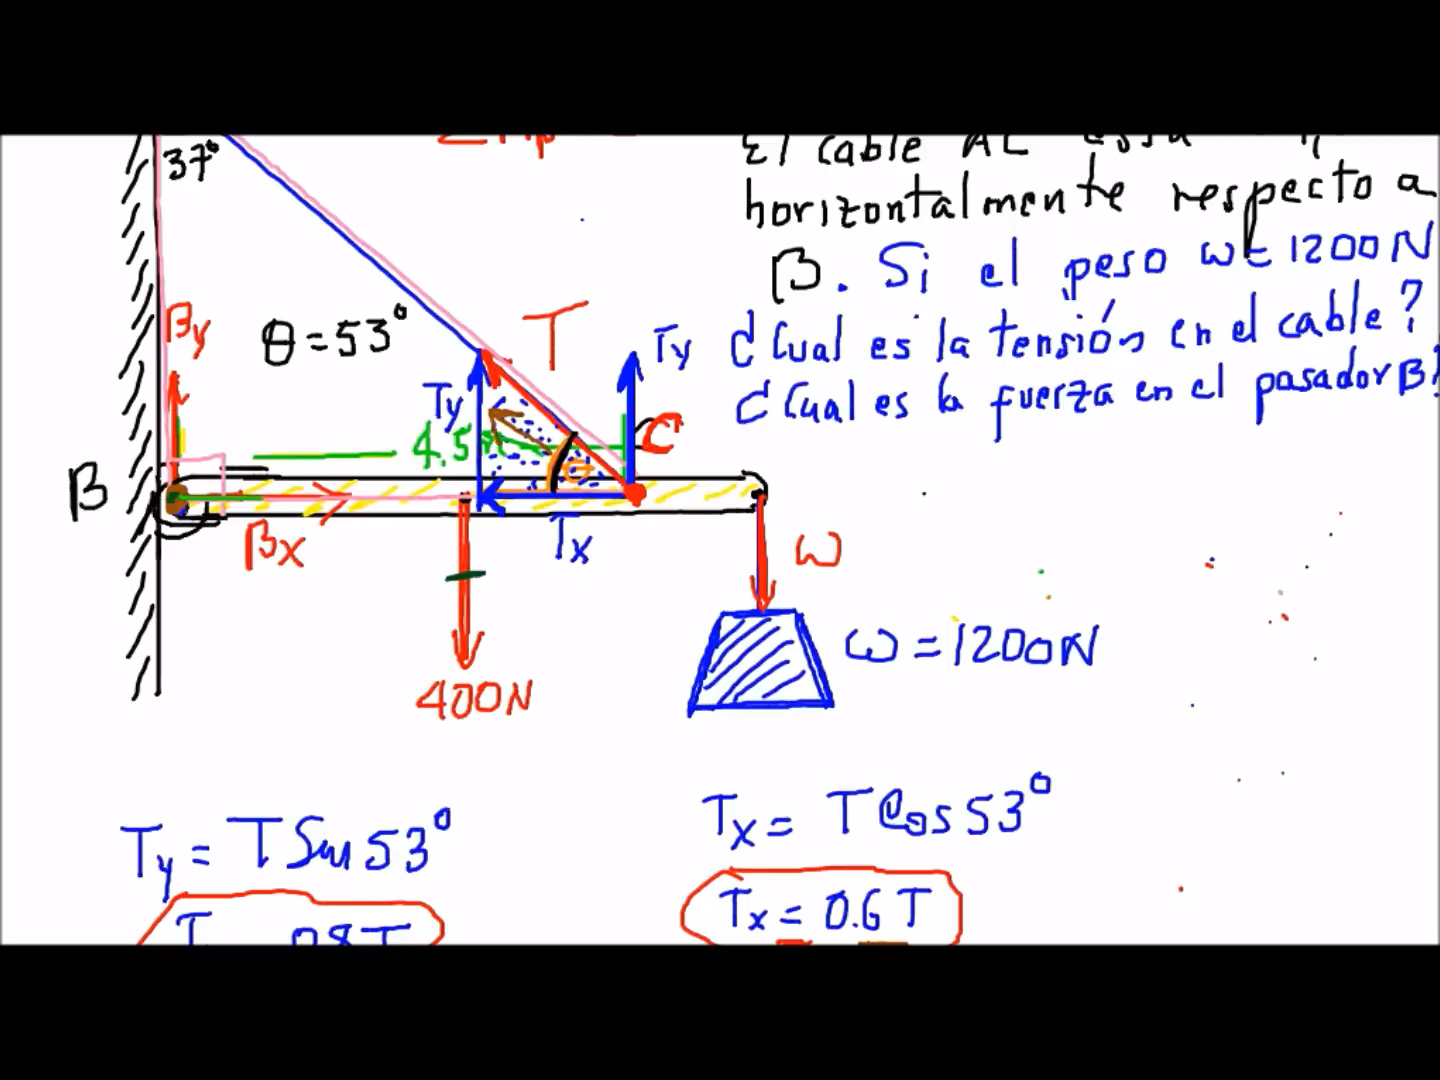 El cable AC
horizontalmente respecto a
B. Si el peso ω = 1200N
¿Cual es la tensión en el cable?
¿Cual es la fuerza en el pasador B?
37°
By
θ = 53°
T
Ty
Ty
4.5
C
θ
B
Bx
Tx
ω
400N
ω = 1200N
Ty = T Sen 53°
Tx = T Cos 53°
Tx = 0.6 T
0.8 T